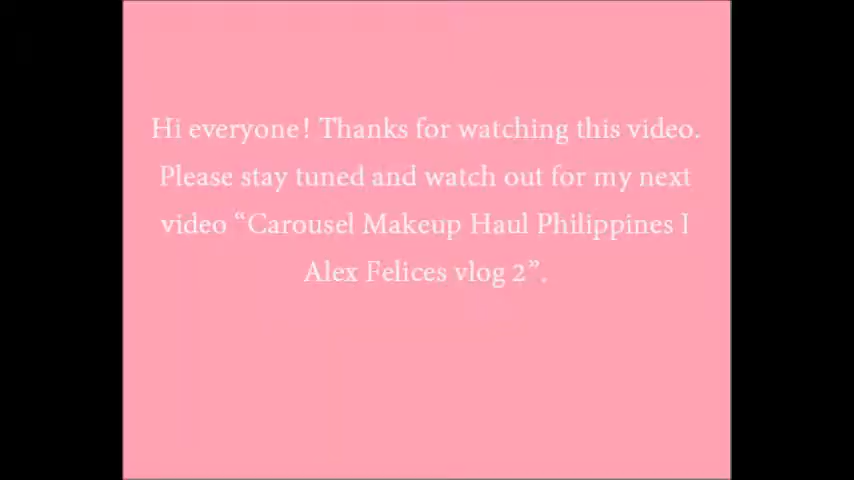 Hi everyone! Thanks for watching this video.
Please stay tuned and watch out for my next
video “Carousel Makeup Haul Philippines I
Alex Felices vlog 2”.